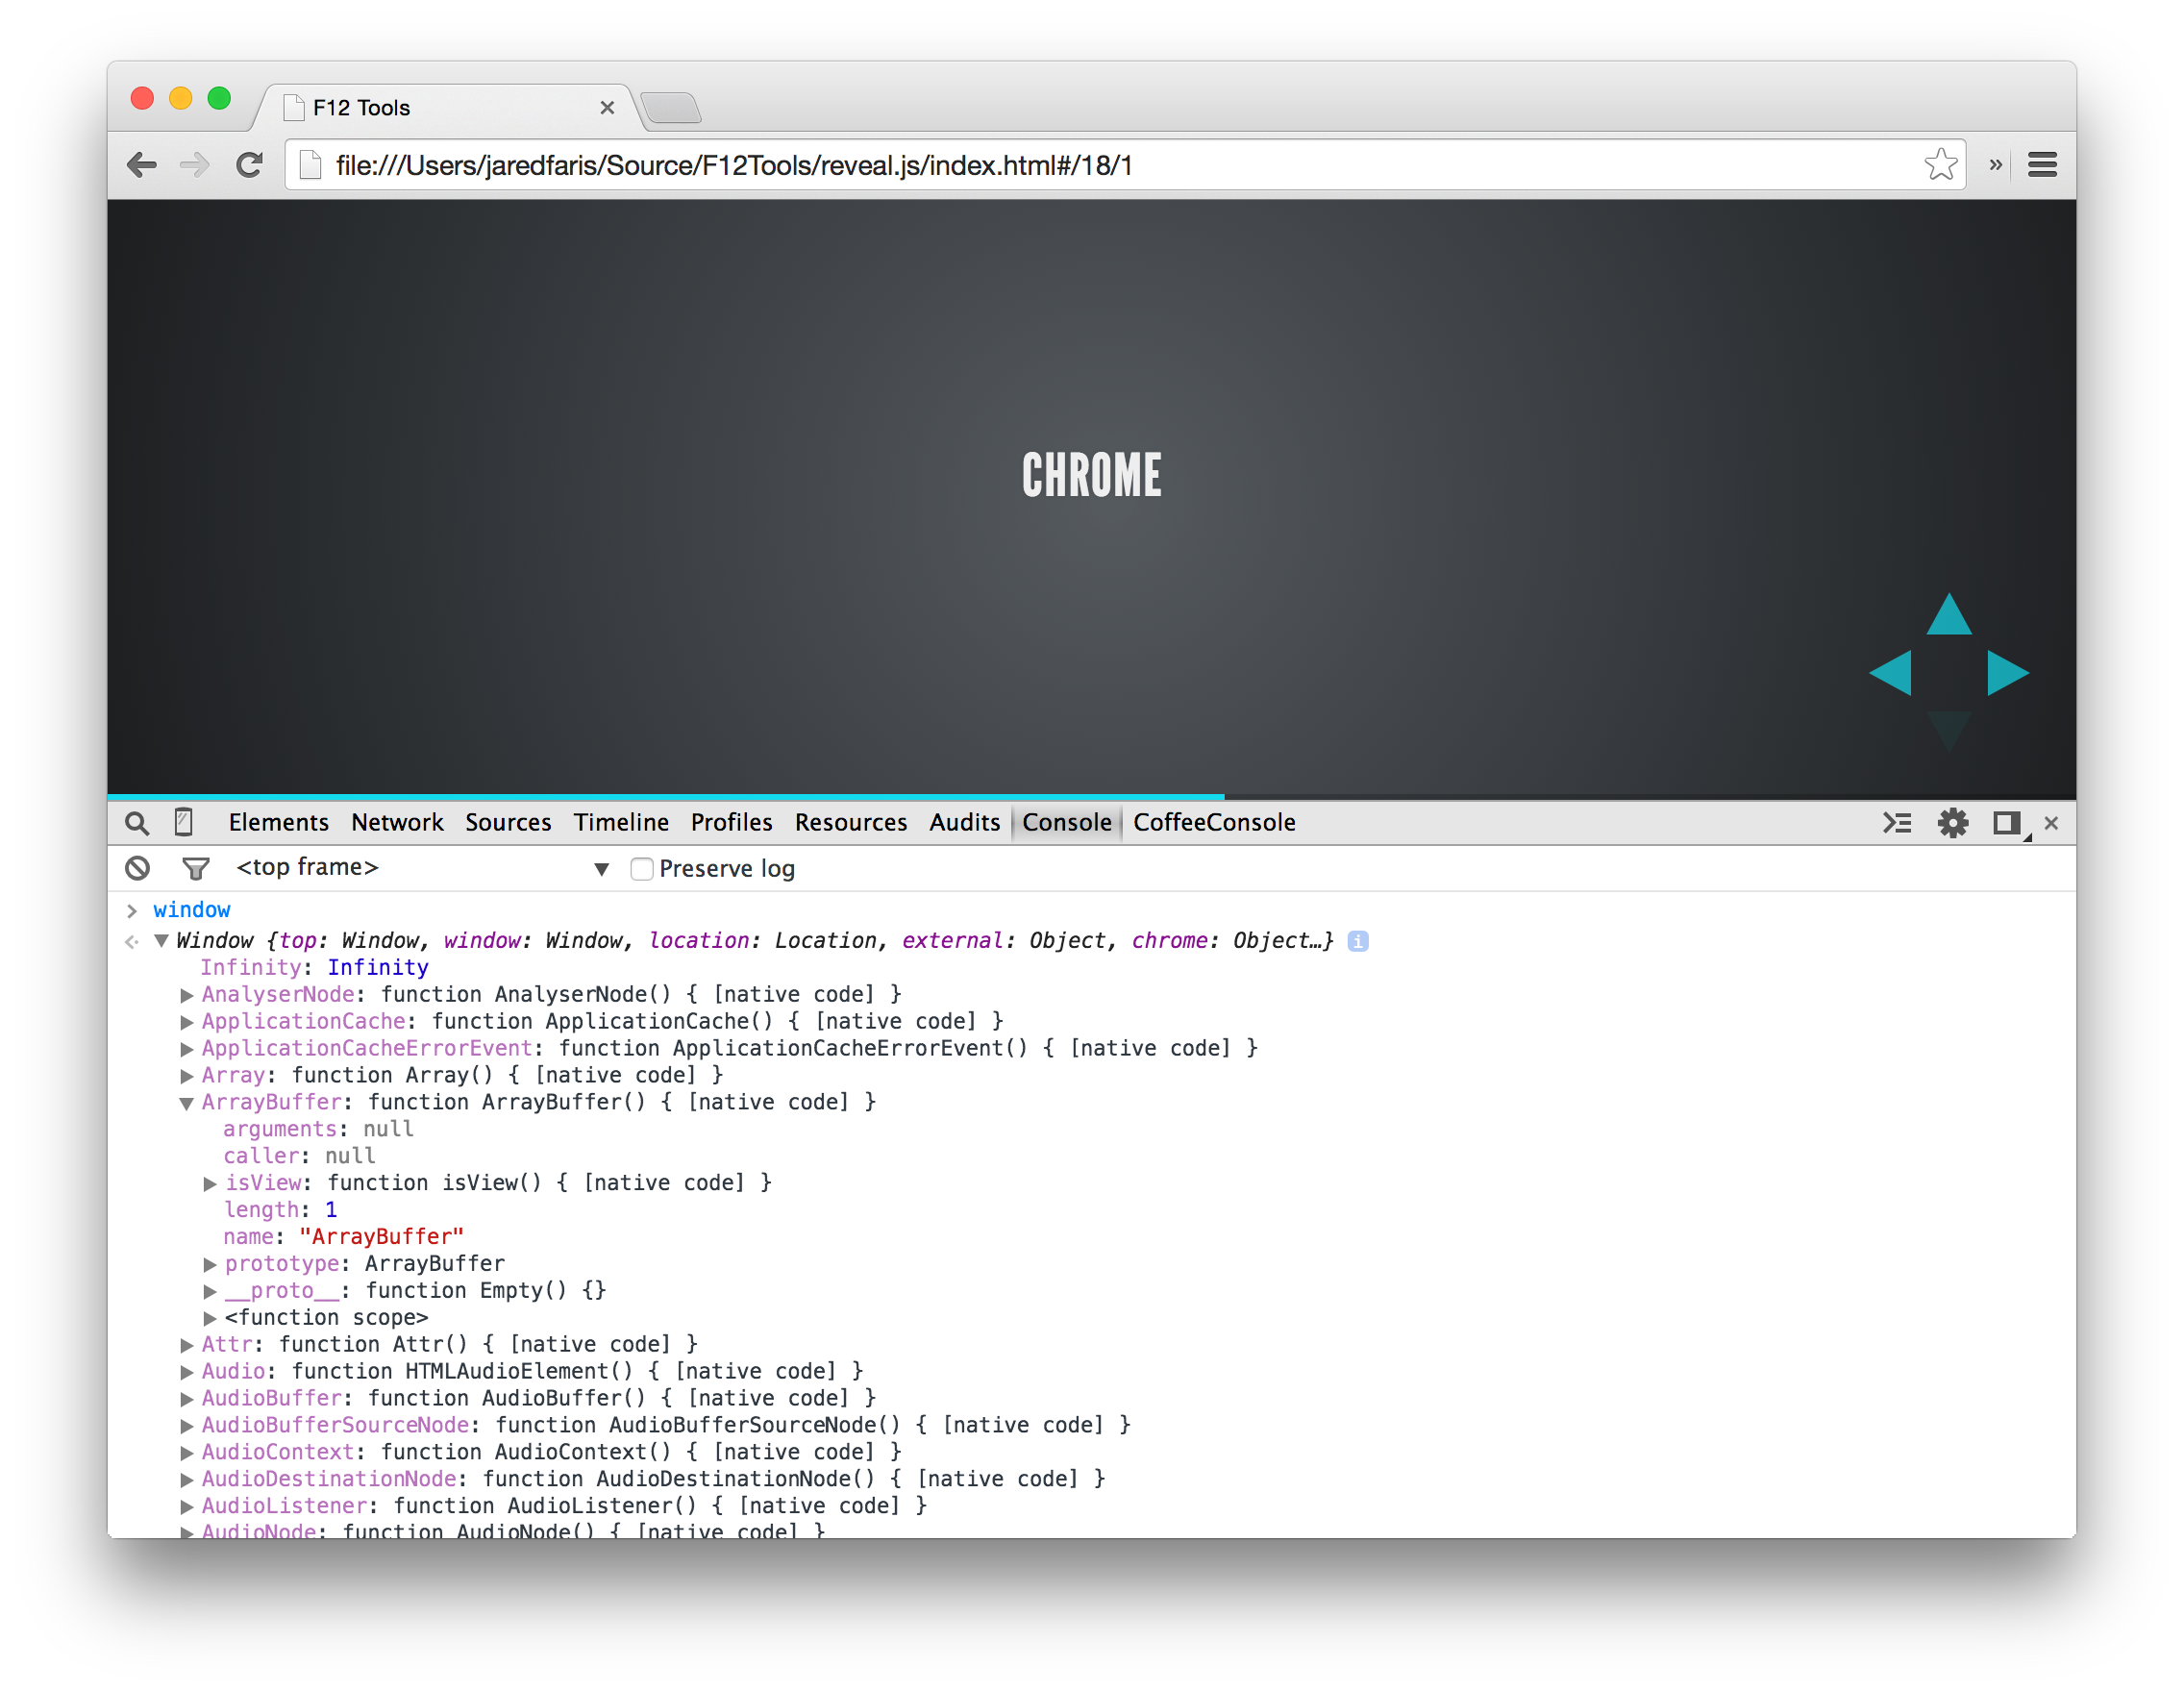 F12 Tools
file:///Users/jaredfaris/Source/F12Tools/reveal.js/index.html#/18/1
CHROME
Elements Network Sources Timeline Profiles Resources Audits Console CoffeeConsole
<top frame> Preserve log
window
Window {top: Window, window: Window, location: Location, external: Object, chrome: Object…}
Infinity: Infinity
AnalyserNode: function AnalyserNode() { [native code] }
ApplicationCache: function ApplicationCache() { [native code] }
ApplicationCacheErrorEvent: function ApplicationCacheErrorEvent() { [native code] }
Array: function Array() { [native code] }
ArrayBuffer: function ArrayBuffer() { [native code] }
arguments: null
caller: null
isView: function isView() { [native code] }
length: 1
name: "ArrayBuffer"
prototype: ArrayBuffer
__proto__: function Empty() {}
<function scope>
Attr: function Attr() { [native code] }
Audio: function HTMLAudioElement() { [native code] }
AudioBuffer: function AudioBuffer() { [native code] }
AudioBufferSourceNode: function AudioBufferSourceNode() { [native code] }
AudioContext: function AudioContext() { [native code] }
AudioDestinationNode: function AudioDestinationNode() { [native code] }
AudioListener: function AudioListener() { [native code] }
AudioNode: function AudioNode() { [native code] }